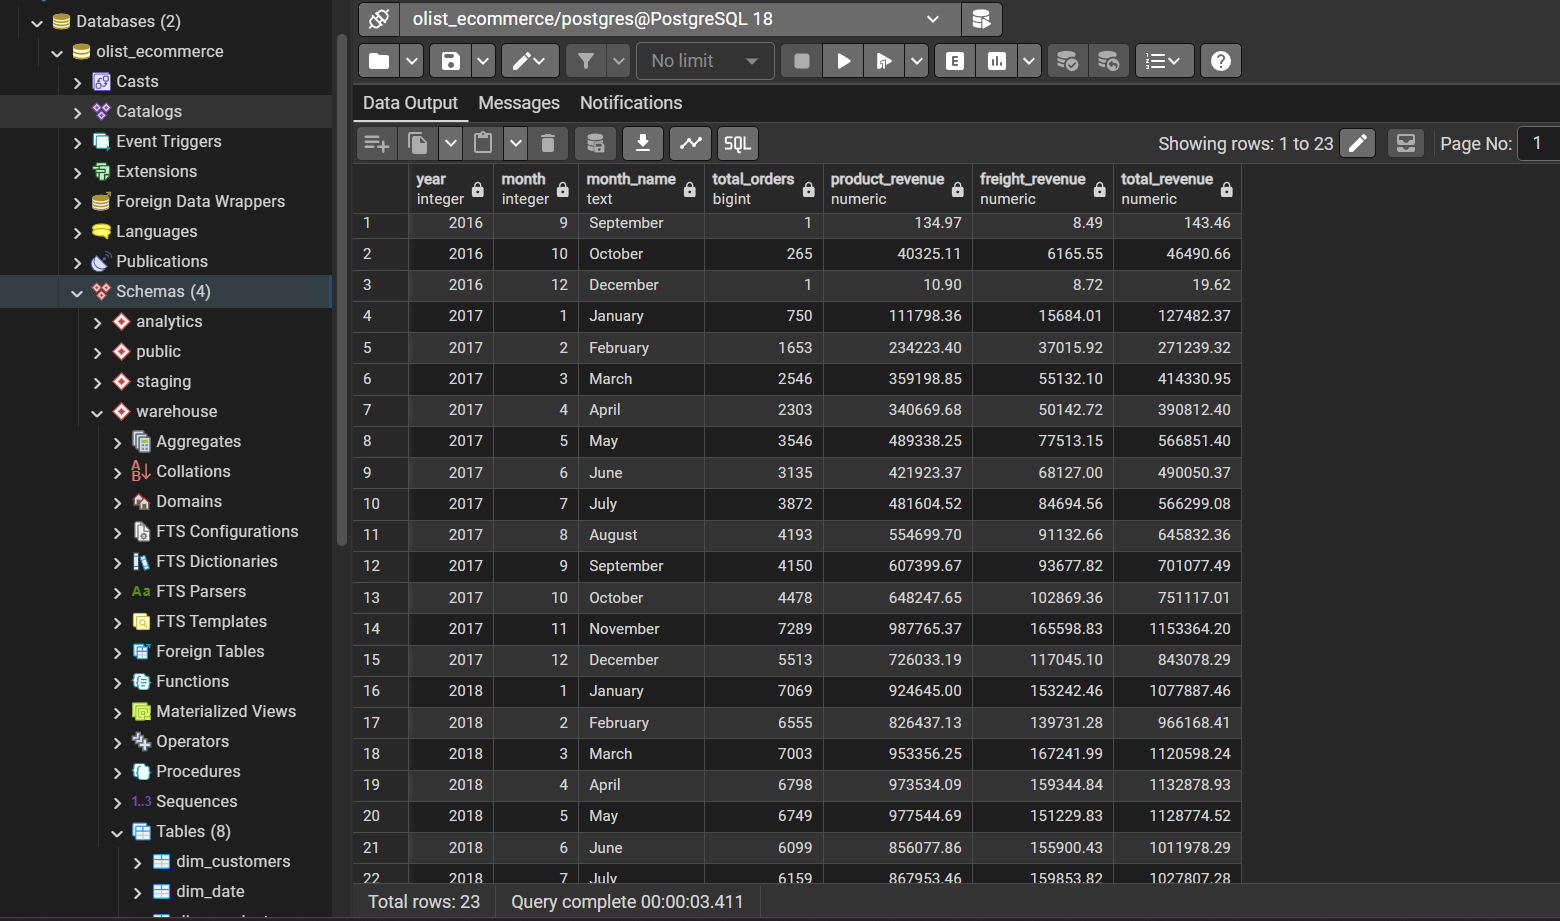 Databases (2)
olist_ecommerce
Casts
Catalogs
Event Triggers
Extensions
Foreign Data Wrappers
Languages
Publications
Schemas (4)
analytics
public
staging
warehouse
Aggregates
Collations
Domains
FTS Configurations
FTS Dictionaries
Aa FTS Parsers
FTS Templates
Foreign Tables
Functions
Materialized Views
Operators
Procedures
1..3 Sequences
Tables (8)
dim_customers
dim_date
olist_ecommerce/postgres@PostgreSQL 18
No limit
E
Data Output Messages Notifications
SQL
Showing rows: 1 to 23
Page No: 1
year month month_name total_orders product_revenue freight_revenue total_revenue
integer integer text bigint numeric numeric numeric
1 2016 9 September 1 134.97 8.49 143.46
2 2016 10 October 265 40325.11 6165.55 46490.66
3 2016 12 December 1 10.90 8.72 19.62
4 2017 1 January 750 111798.36 15684.01 127482.37
5 2017 2 February 1653 234223.40 37015.92 271239.32
6 2017 3 March 2546 359198.85 55132.10 414330.95
7 2017 4 April 2303 340669.68 50142.72 390812.40
8 2017 5 May 3546 489338.25 77513.15 566851.40
9 2017 6 June 3135 421923.37 68127.00 490050.37
10 2017 7 July 3872 481604.52 84694.56 566299.08
11 2017 8 August 4193 554699.70 91132.66 645832.36
12 2017 9 September 4150 607399.67 93677.82 701077.49
13 2017 10 October 4478 648247.65 102869.36 751117.01
14 2017 11 November 7289 987765.37 165598.83 1153364.20
15 2017 12 December 5513 726033.19 117045.10 843078.29
16 2018 1 January 7069 924645.00 153242.46 1077887.46
17 2018 2 February 6555 826437.13 139731.28 966168.41
18 2018 3 March 7003 953356.25 167241.99 1120598.24
19 2018 4 April 6798 973534.09 159344.84 1132878.93
20 2018 5 May 6749 977544.69 151229.83 1128774.52
21 2018 6 June 6099 856077.86 155900.43 1011978.29
22 2018 7 July 6159 867953.46 159853.82 1027807.28
Total rows: 23
Query complete 00:00:03.411